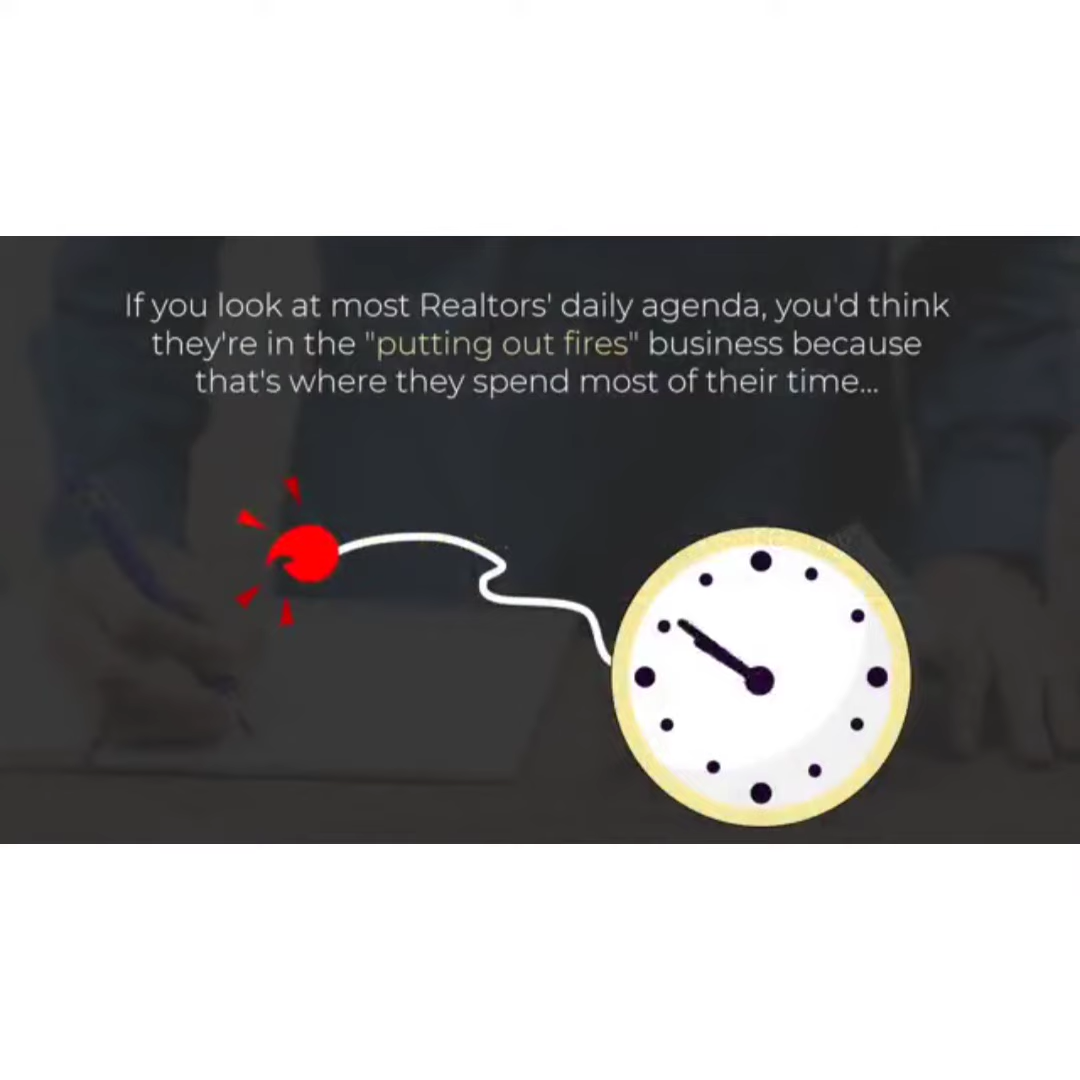 If you look at most Realtors' daily agenda, you'd think
they're in the "putting out fires" business because
that's where they spend most of their time...